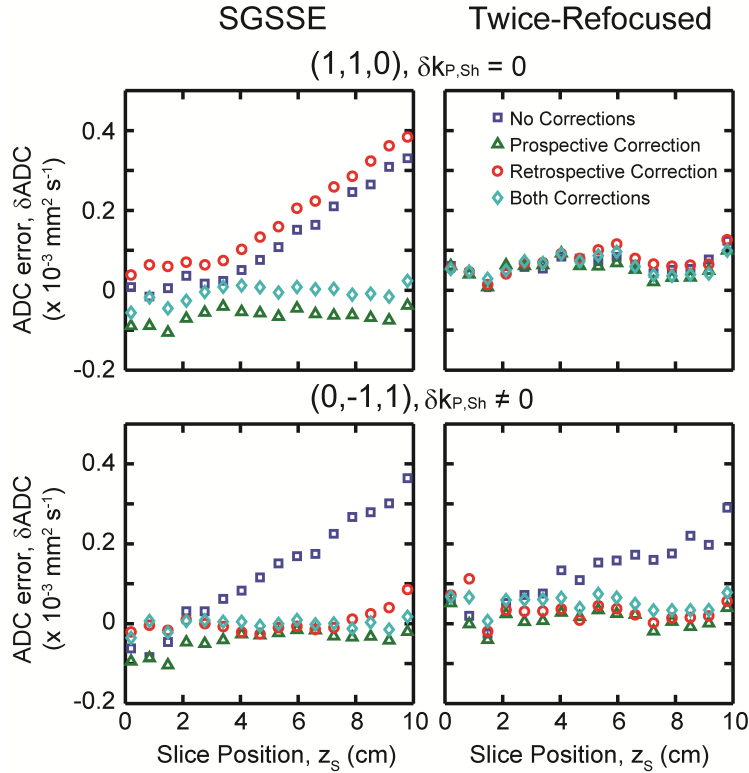 SGSSE Twice-Refocused
(1,1,0), δkP,Sh = 0
ADC error, δADC
(x 10-3 mm2 s-1)
0.4
0.2
0
-0.2
No Corrections
Prospective Correction
Retrospective Correction
Both Corrections
(0,-1,1), δkP,Sh ≠ 0
ADC error, δADC
(x 10-3 mm2 s-1)
0.4
0.2
0
-0.2
0 2 4 6 8 10 0 2 4 6 8 10
Slice Position, zS (cm) Slice Position, zS (cm)